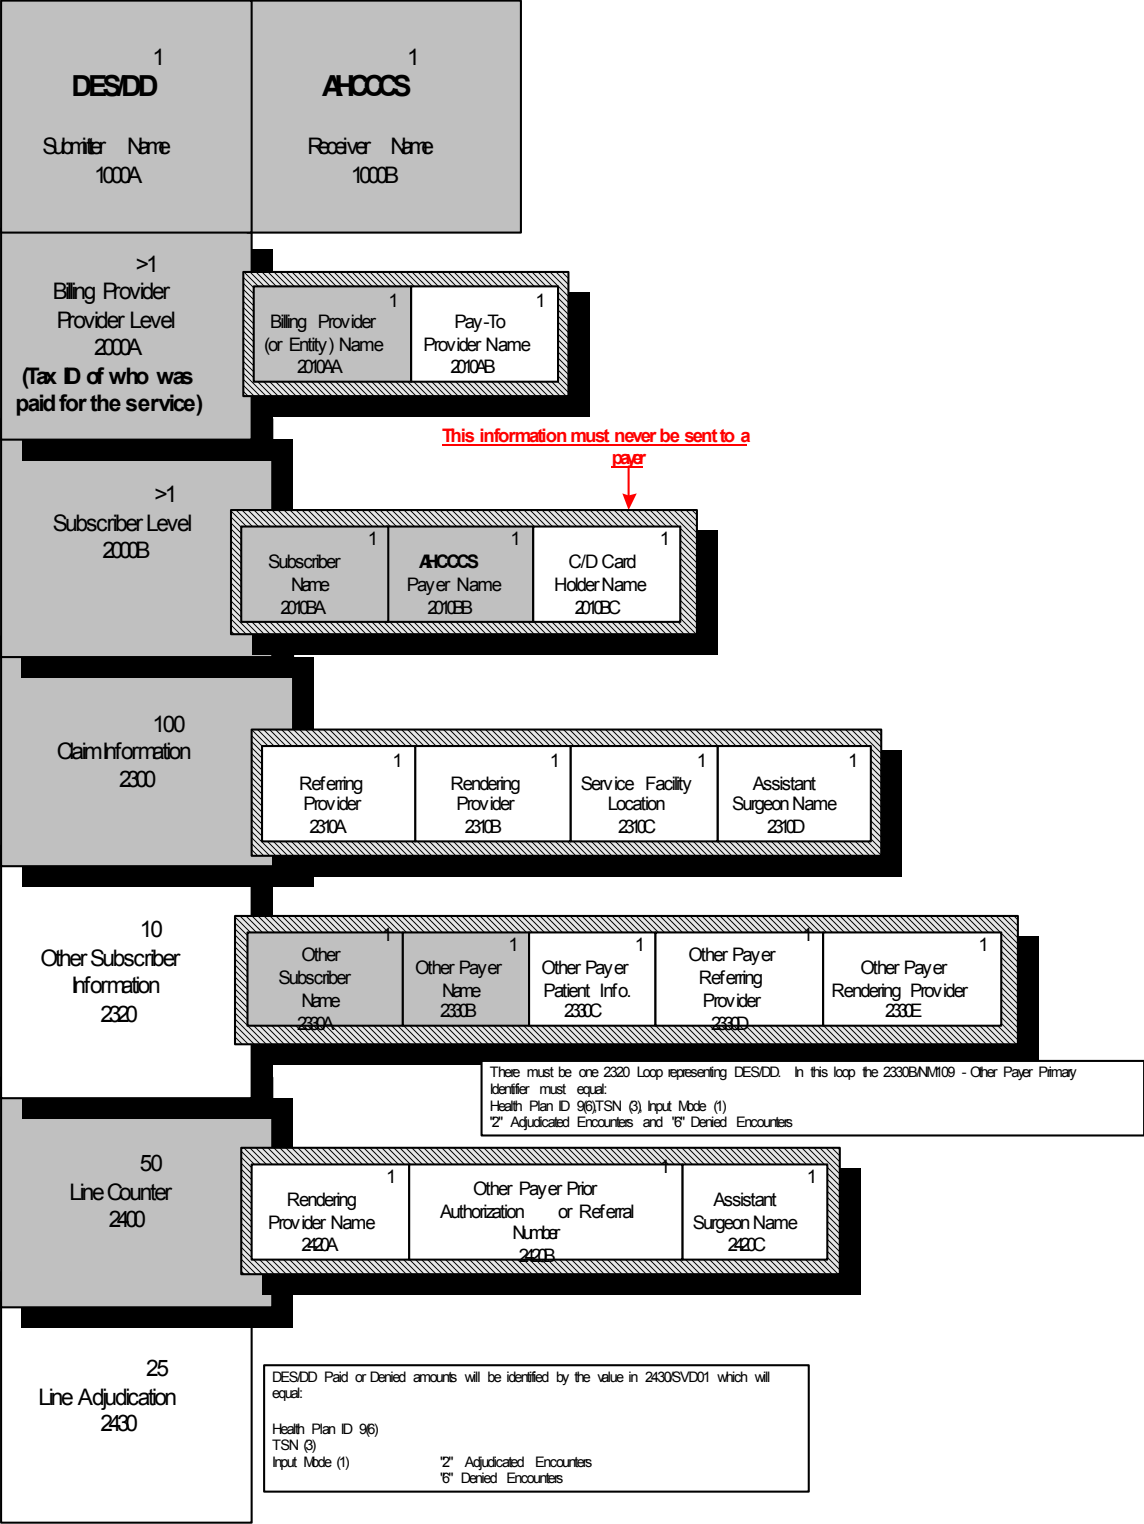 1
DES/DD
Submitter Name
1000A
1
AHCCCS
Receiver Name
1000B
>1
Billing Provider
Provider Level
2000A
(Tax ID of who was
paid for the service)
1
Billing Provider
(or Entity) Name
2010AA
1
Pay-To
Provider Name
2010AB
This information must never be sent to a
payer
>1
Subscriber Level
2000B
1
Subscriber
Name
2010BA
1
AHCCCS
Payer Name
2010BB
1
C/D Card
Holder Name
2010BC
100
Claim Information
2300
1
Referring
Provider
2310A
1
Rendering
Provider
2310B
1
Service Facility
Location
2310C
1
Assistant
Surgeon Name
2310D
10
Other Subscriber
Information
2320
1
Other
Subscriber
Name
2330A
1
Other Payer
Name
2330B
1
Other Payer
Patient Info.
2330C
1
Other Payer
Referring
Provider
2330D
1
Other Payer
Rendering Provider
2330E
There must be one 2320 Loop representing DES/DD. In this loop the 2330B/NM109 - Other Payer Primary
Identifier must equal:
Health Plan ID 9(6),TSN (3), Input Mode (1)
"2" Adjudicated Encounters and "6" Denied Encounters
50
Line Counter
2400
1
Rendering
Provider Name
2420A
1
Other Payer Prior
Authorization or Referral
Number
2420B
1
Assistant
Surgeon Name
2420C
25
Line Adjudication
2430
DES/DD Paid or Denied amounts will be identified by the value in 2430/SVD01 which will
equal:
Health Plan ID 9(6)
TSN (3)
Input Mode (1) "2" Adjudicated Encounters
"6" Denied Encounters